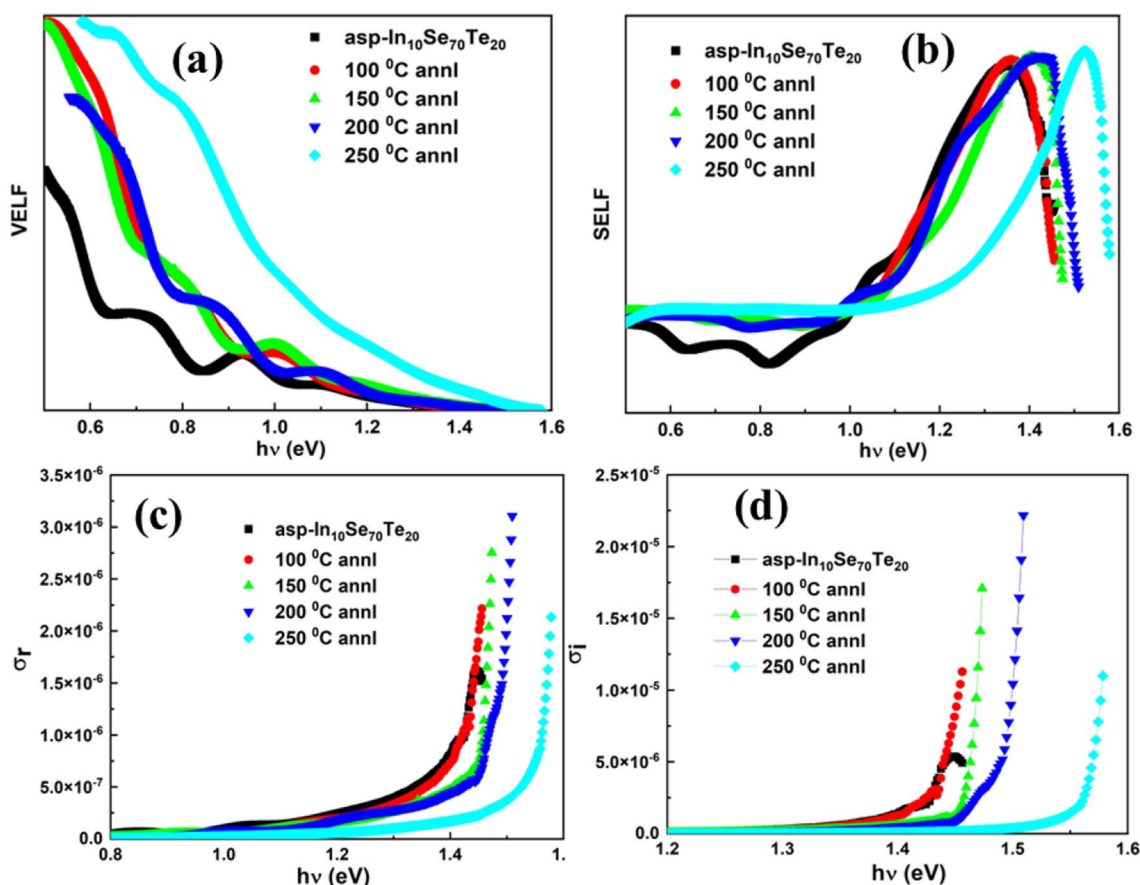 (a)
asp-In₁₀Se₇₀Te₂₀
100 ⁰C annl
150 ⁰C annl
200 ⁰C annl
250 ⁰C annl
VELF
0.6 0.8 1.0 1.2 1.4 1.6
hν (eV)
(b)
asp-In₁₀Se₇₀Te₂₀
100 ⁰C annl
150 ⁰C annl
200 ⁰C annl
250 ⁰C annl
SELF
0.6 0.8 1.0 1.2 1.4 1.6
hν (eV)
(c)
asp-In₁₀Se₇₀Te₂₀
100 ⁰C annl
150 ⁰C annl
200 ⁰C annl
250 ⁰C annl
σr
3.5×10⁻⁶
3.0×10⁻⁶
2.5×10⁻⁶
2.0×10⁻⁶
1.5×10⁻⁶
1.0×10⁻⁶
5.0×10⁻⁷
0.0
0.8 1.0 1.2 1.4 1.
hν (eV)
(d)
asp-In₁₀Se₇₀Te₂₀
100 ⁰C annl
150 ⁰C annl
200 ⁰C annl
250 ⁰C annl
σi
2.5×10⁻⁵
2.0×10⁻⁵
1.5×10⁻⁵
1.0×10⁻⁵
5.0×10⁻⁶
0.0
1.2 1.3 1.4 1.5 1.6
hν (eV)